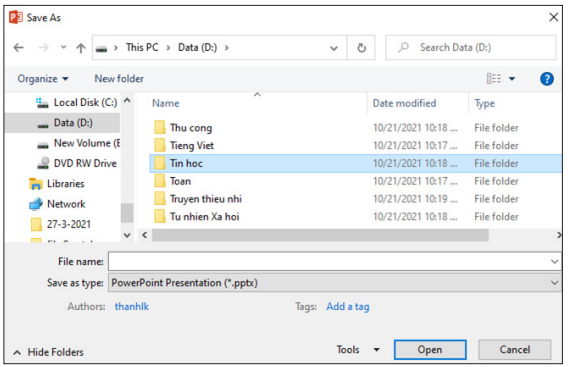 Save As
This PC > Data (D:) >
Search Data (D:)
Organize
New folder
Local Disk (C:)
Data (D:)
New Volume (E
DVD RW Drive
Libraries
Network
27-3-2021
Name Date modified Type
Thu cong 10/21/2021 10:18 ... File folder
Tieng Viet 10/21/2021 10:17 ... File folder
Tin hoc 10/21/2021 10:18 ... File folder
Toan 10/21/2021 10:17 ... File folder
Truyen thieu nhi 10/21/2021 10:19 ... File folder
Tu nhien Xa hoi 10/21/2021 10:18 ... File folder
File name:
Save as type: PowerPoint Presentation (*.pptx)
Authors: thanhlk Tags: Add a tag
Hide Folders Tools Open Cancel